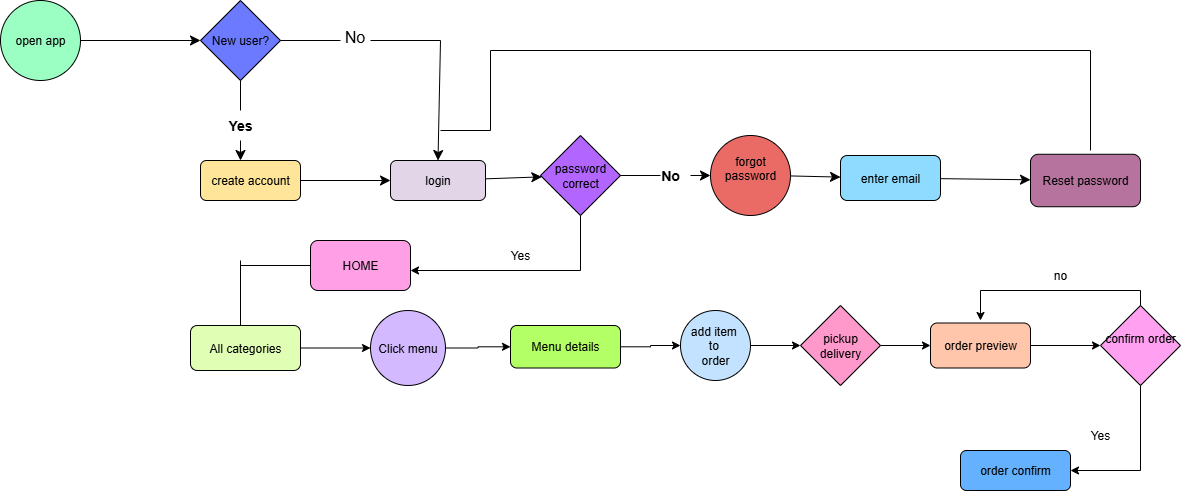 open app
New user?
No
Yes
create account
login
password
correct
No
forgot
password
enter email
Reset password
HOME
Yes
All categories
Click menu
Menu details
add item
to
order
pickup
delivery
order preview
no
confirm order
Yes
order confirm